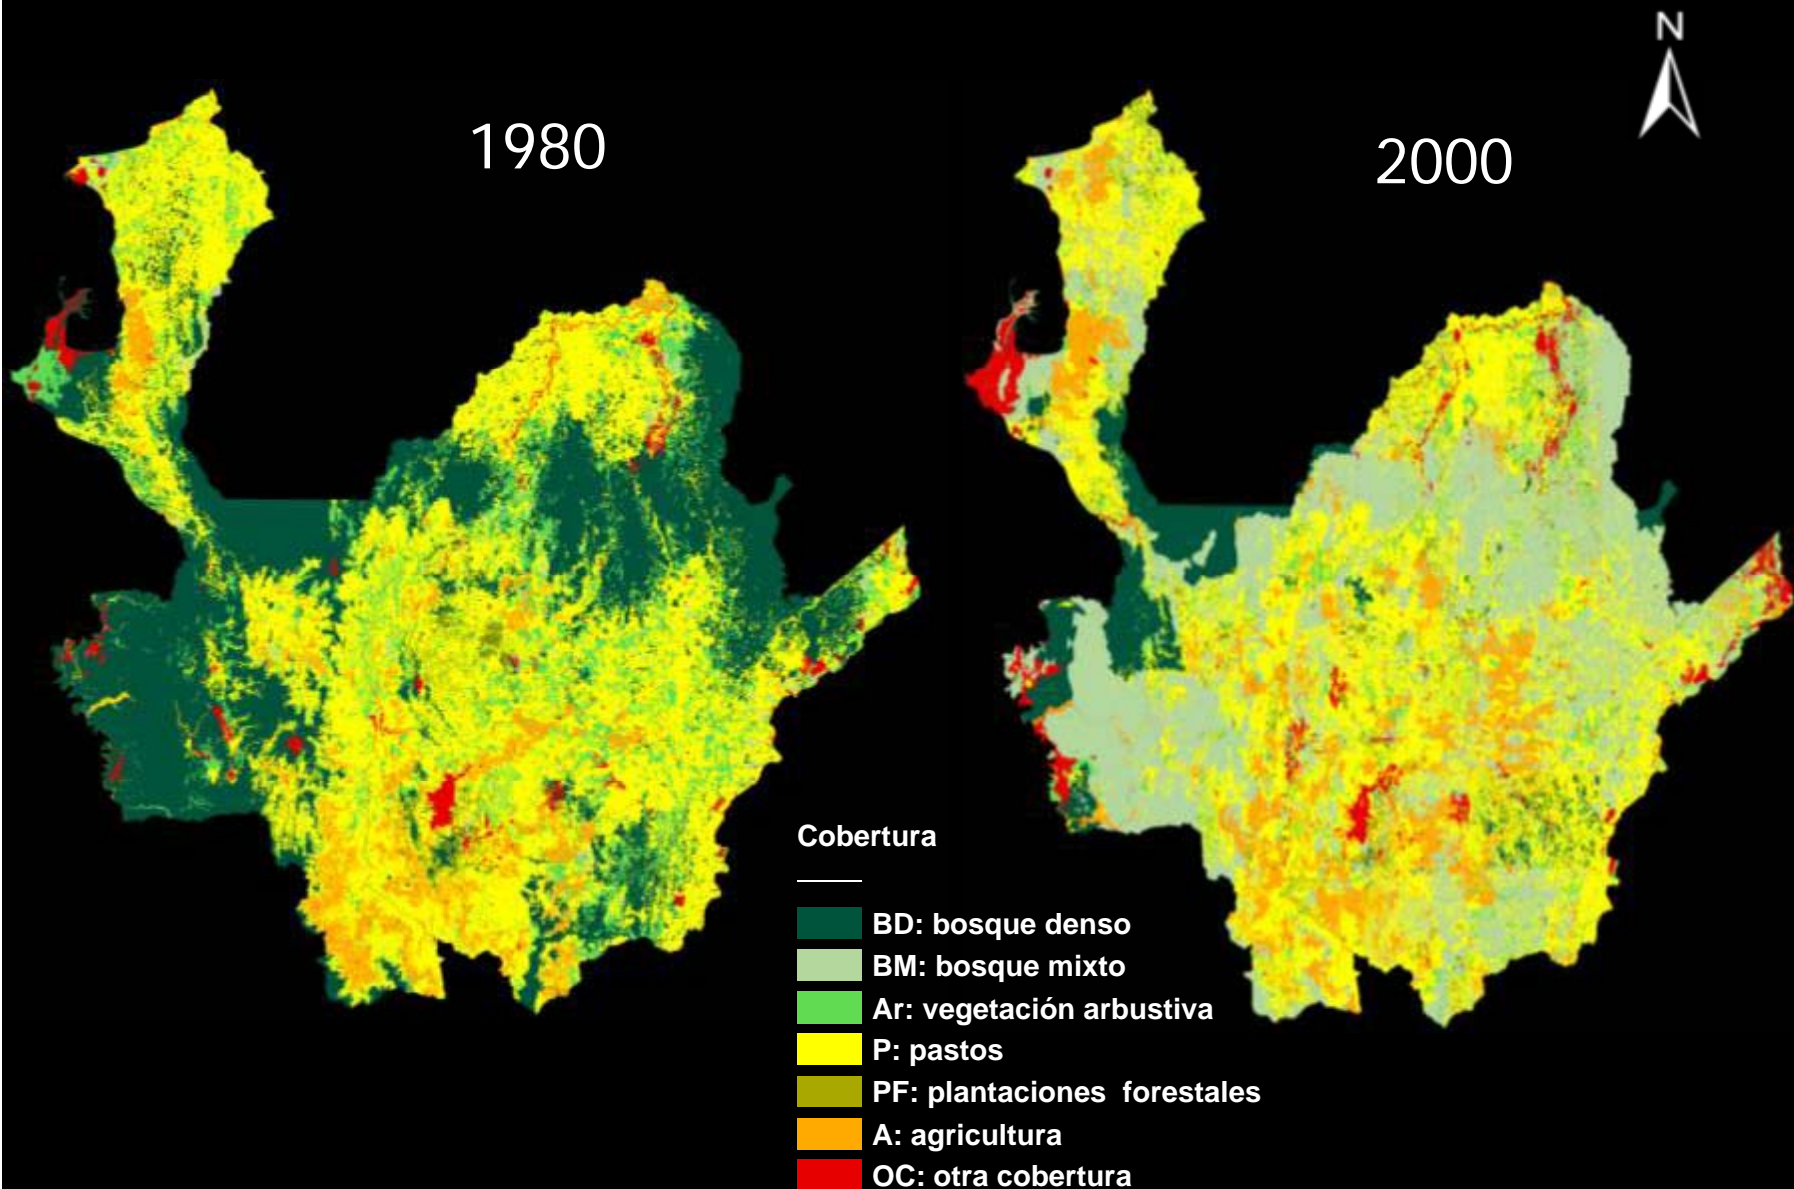 N
1980
2000
Cobertura
BD: bosque denso
BM: bosque mixto
Ar: vegetación arbustiva
P: pastos
PF: plantaciones forestales
A: agricultura
OC: otra cobertura